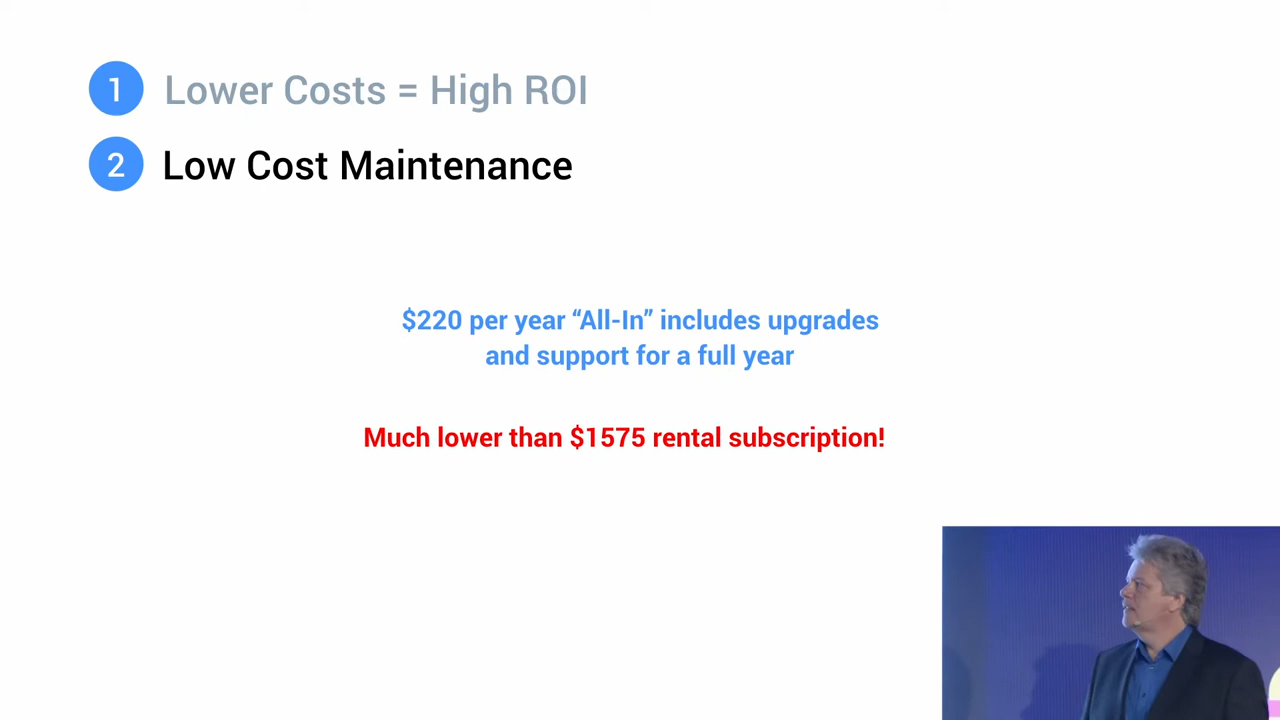 1 Lower Costs = High ROI
2 Low Cost Maintenance
$220 per year “All-In” includes upgrades
and support for a full year
Much lower than $1575 rental subscription!